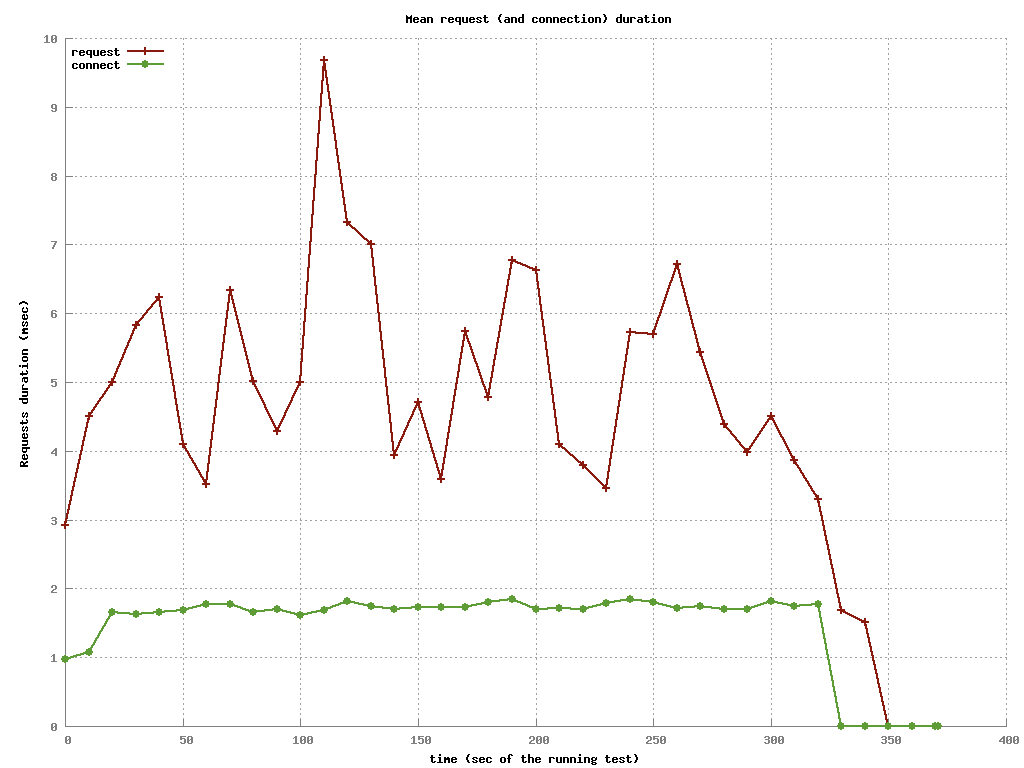 Mean request (and connection) duration
request
connect
10
9
8
7
6
5
4
3
2
1
0
Requests duration (msec)
0 50 100 150 200 250 300 350 400
time (sec of the running test)